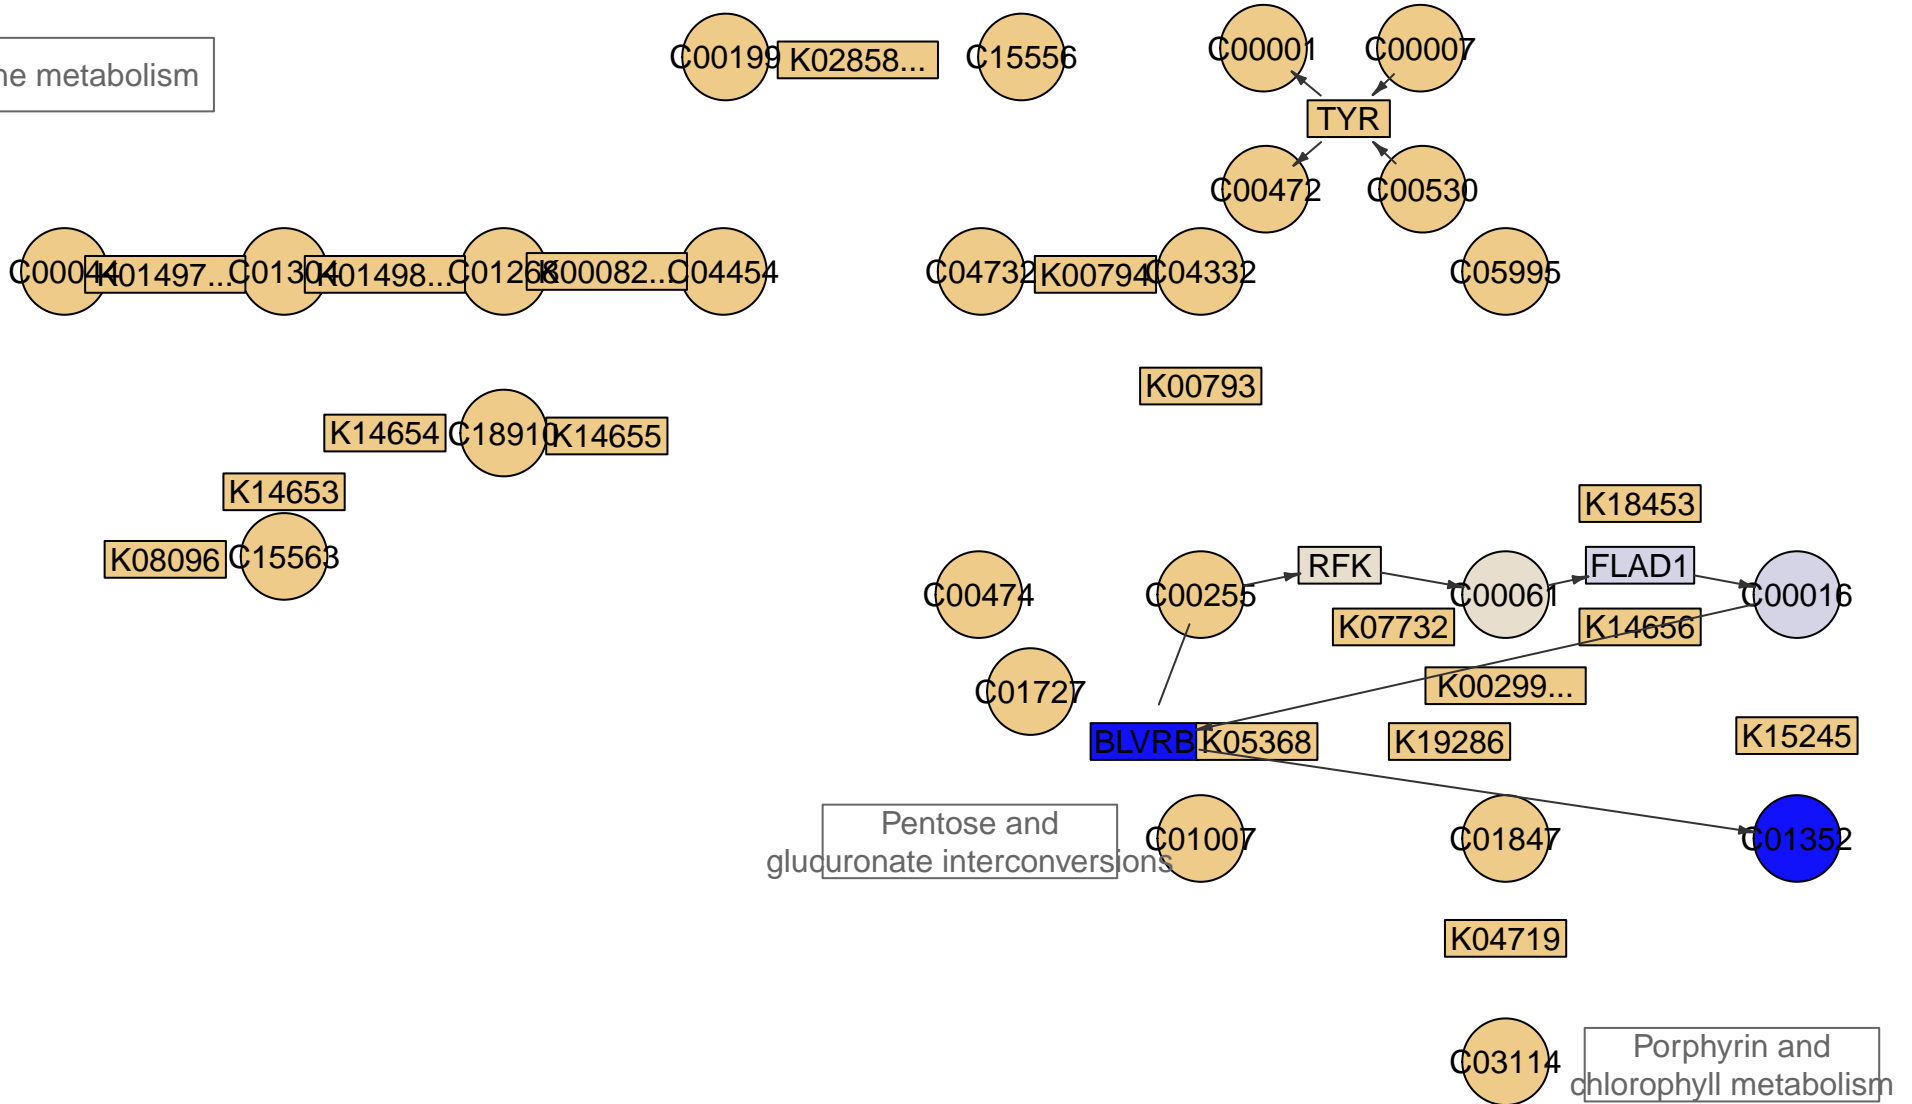 ne metabolism
C00199
K02858...
C15556
C00001
C00007
TYR
C00472
C00530
C00044
K01497...
C01304
K01498...
C01268
K00082...
C04454
C04732
K00794
C04332
C05995
K00793
K14654
C18910
K14655
K14653
K08096
C15563
K18453
C00474
C00255
RFK
C00061
FLAD1
C00016
K07732
K14656
C01727
K00299...
BLVRB
K05368
K19286
K15245
Pentose and
glucuronate interconversions
C01007
C01847
C01352
K04719
C03114
Porphyrin and
chlorophyll metabolism